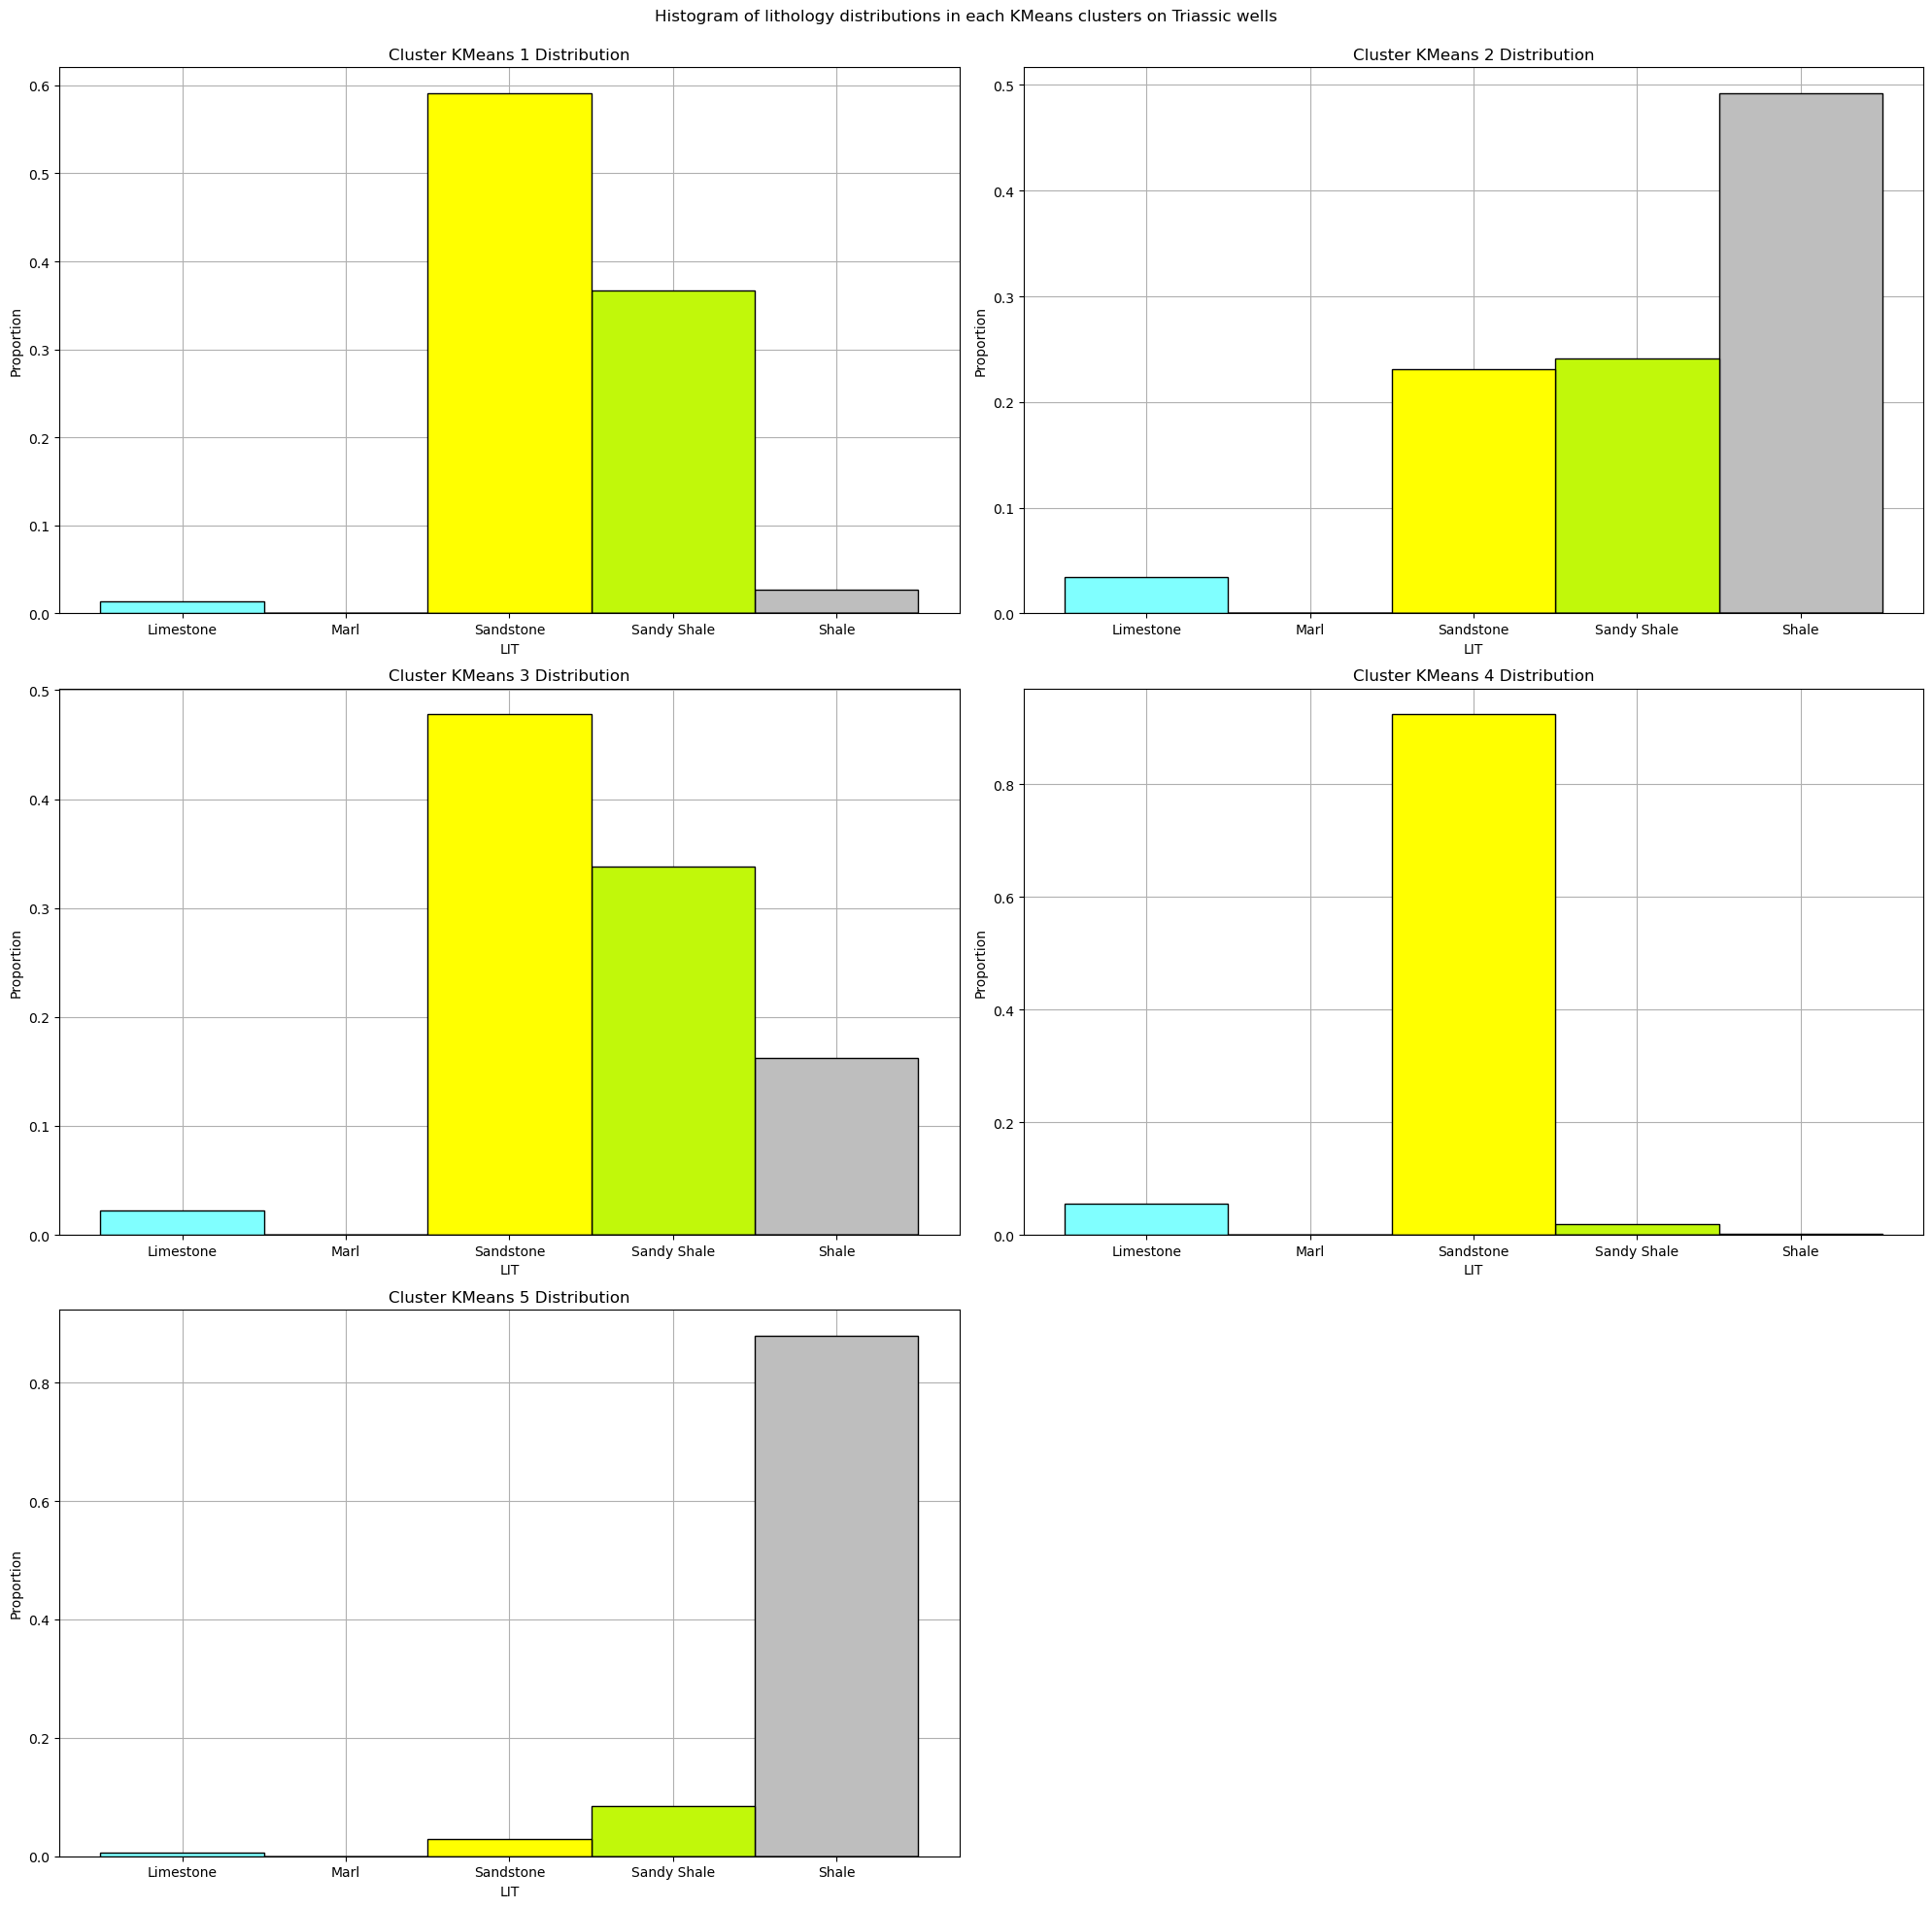 Histogram of lithology distributions in each KMeans clusters on Triassic wells
Cluster KMeans 1 Distribution
0.6
0.5
0.4
0.3
0.2
0.1
0.0
Proportion
Limestone Marl Sandstone Sandy Shale Shale
LIT
Cluster KMeans 2 Distribution
0.5
0.4
0.3
0.2
0.1
0.0
Proportion
Limestone Marl Sandstone Sandy Shale Shale
LIT
Cluster KMeans 3 Distribution
0.5
0.4
0.3
0.2
0.1
0.0
Proportion
Limestone Marl Sandstone Sandy Shale Shale
LIT
Cluster KMeans 4 Distribution
0.8
0.6
0.4
0.2
0.0
Proportion
Limestone Marl Sandstone Sandy Shale Shale
LIT
Cluster KMeans 5 Distribution
0.8
0.6
0.4
0.2
0.0
Proportion
Limestone Marl Sandstone Sandy Shale Shale
LIT